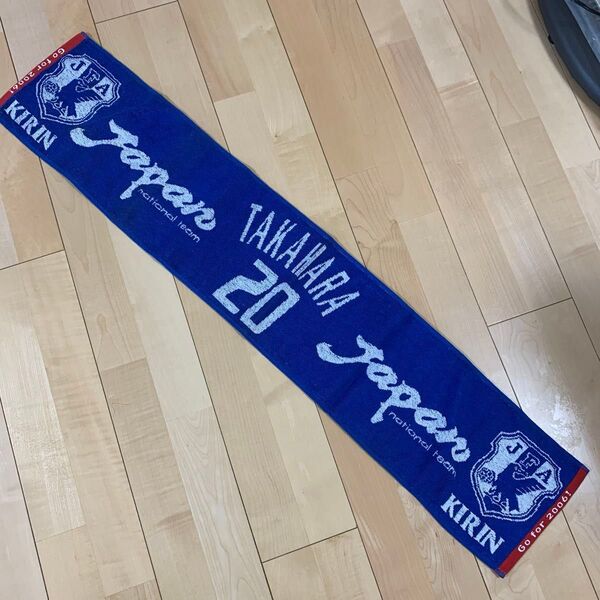 Go for 2006!
JFA
KIRIN
Japan
national team
TAKAHARA
20
Japan
national team
JFA
KIRIN
Go for 2006!